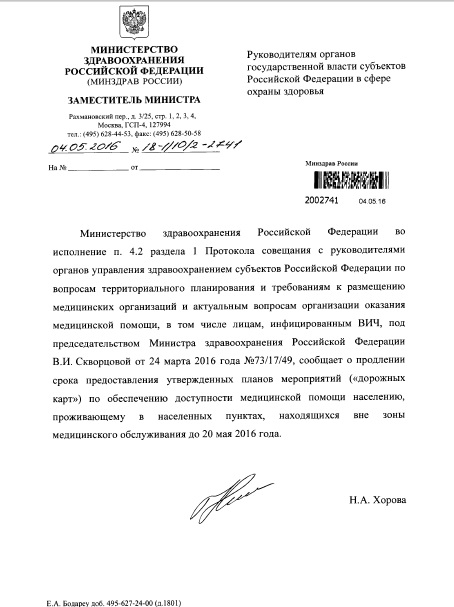 МИНИСТЕРСТВО
ЗДРАВООХРАНЕНИЯ
РОССИЙСКОЙ ФЕДЕРАЦИИ
(МИНЗДРАВ РОССИИ)
ЗАМЕСТИТЕЛЬ МИНИСТРА
Рахмановский пер., д. 3/25, стр. 1, 2, 3, 4,
Москва, ГСП-4, 127994
тел.: (495) 628-44-53, факс: (495) 628-50-58
04.05.2016 № 18-1/10/2-2741
На № от
Руководителям органов
государственной власти субъектов
Российской Федерации в сфере
охраны здоровья
Минздрав России
2002741 04.05.16
Министерство здравоохранения Российской Федерации во
исполнение п. 4.2 раздела I Протокола совещания с руководителями
органов управления здравоохранением субъектов Российской Федерации по
вопросам территориального планирования и требованиям к размещению
медицинских организаций и актуальным вопросам организации оказания
медицинской помощи, в том числе лицам, инфицированным ВИЧ, под
председательством Министра здравоохранения Российской Федерации
В.И. Скворцовой от 24 марта 2016 года №73/17/49, сообщает о продлении
срока предоставления утвержденных планов мероприятий («дорожных
карт») по обеспечению доступности медицинской помощи населению,
проживающему в населенных пунктах, находящихся вне зоны
медицинского обслуживания до 20 мая 2016 года.
Н.А. Хорова
Е.А. Бодареу доб. 495-627-24-00 (д.1801)